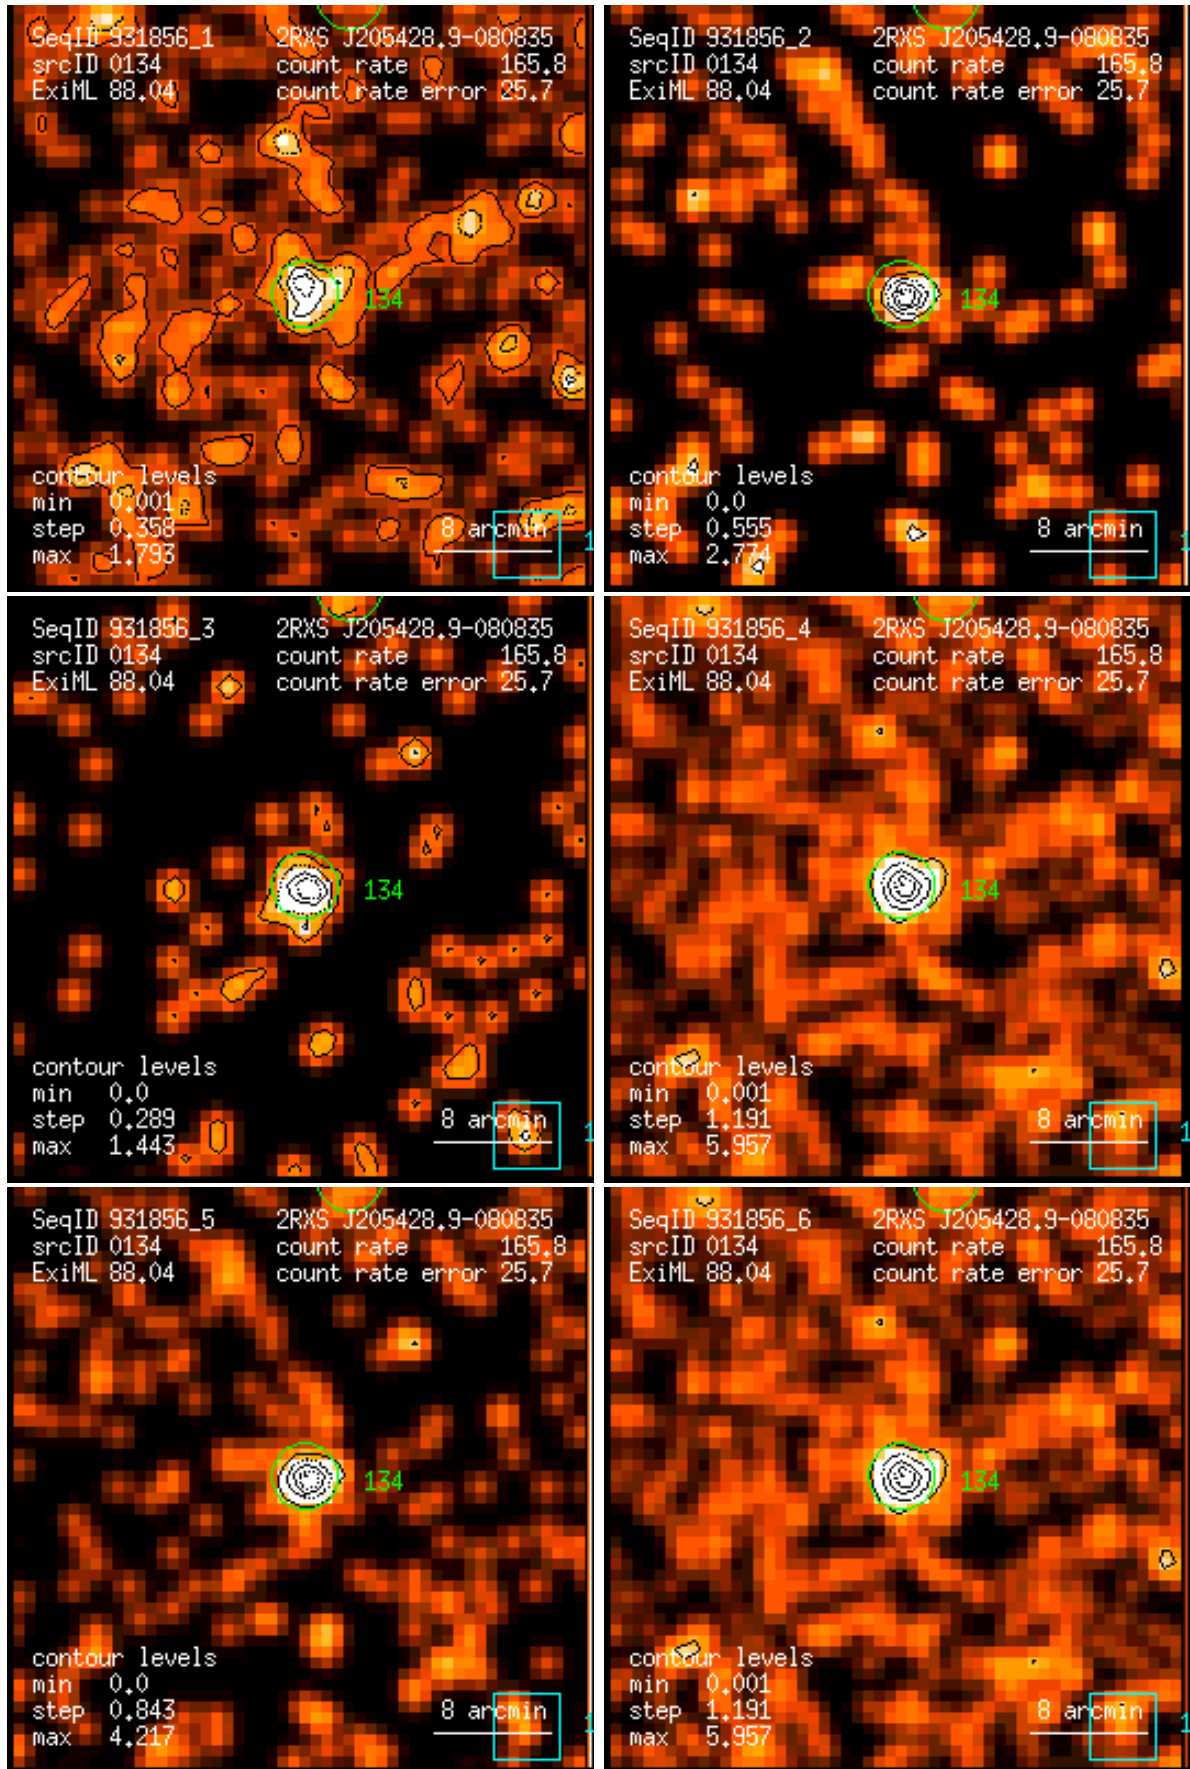 SeqID 931856_1 2RXS J205428.9-080835
srcID 0134 count rate 165.8
ExiML 88.04 count rate error 25.7
134
contour levels
min 0.001
step 0.358 8 arcmin 1
max 1.793
SeqID 931856_2 2RXS J205428.9-080835
srcID 0134 count rate 165.8
ExiML 88.04 count rate error 25.7
134
contour levels
min 0.0
step 0.555 8 arcmin 1
max 2.774
SeqID 931856_3 2RXS J205428.9-080835
srcID 0134 count rate 165.8
ExiML 88.04 count rate error 25.7
134
contour levels
min 0.0
step 0.289 8 arcmin 1
max 1.443
SeqID 931856_4 2RXS J205428.9-080835
srcID 0134 count rate 165.8
ExiML 88.04 count rate error 25.7
134
contour levels
min 0.001
step 1.191 8 arcmin 1
max 5.957
SeqID 931856_5 2RXS J205428.9-080835
srcID 0134 count rate 165.8
ExiML 88.04 count rate error 25.7
134
contour levels
min 0.0
step 0.843 8 arcmin 1
max 4.217
SeqID 931856_6 2RXS J205428.9-080835
srcID 0134 count rate 165.8
ExiML 88.04 count rate error 25.7
134
contour levels
min 0.001
step 1.191 8 arcmin 1
max 5.957